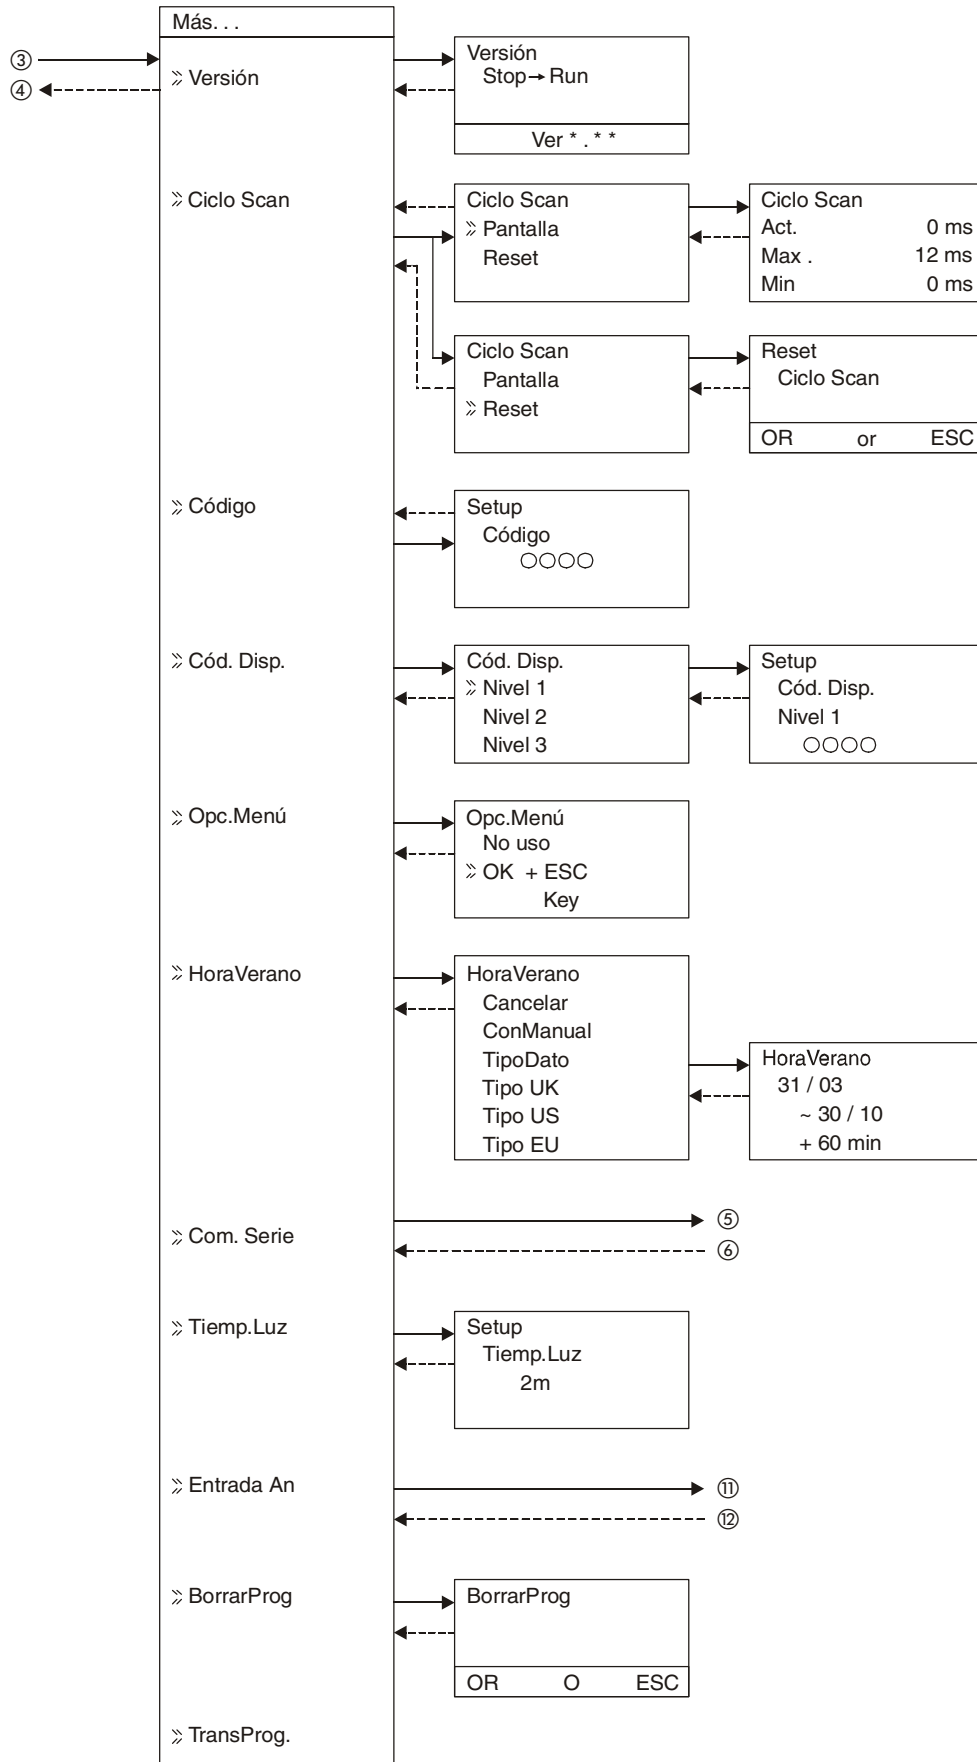 Más. . .
③
④
» Versión
Versión
Stop→Run
Ver * . * *
» Ciclo Scan
Ciclo Scan
» Pantalla
Reset
Ciclo Scan
Act. 0 ms
Max . 12 ms
Min 0 ms
Ciclo Scan
Pantalla
» Reset
Reset
Ciclo Scan
OR or ESC
» Código
Setup
Código
○○○○
» Cód. Disp.
Cód. Disp.
» Nivel 1
Nivel 2
Nivel 3
Setup
Cód. Disp.
Nivel 1
○○○○
» Opc.Menú
Opc.Menú
No uso
» OK + ESC
Key
» HoraVerano
HoraVerano
Cancelar
ConManual
TipoDato
Tipo UK
Tipo US
Tipo EU
HoraVerano
31 / 03
~ 30 / 10
+ 60 min
» Com. Serie
⑤
⑥
» Tiemp.Luz
Setup
Tiemp.Luz
2m
» Entrada An
⑪
⑫
» BorrarProg
BorrarProg
OR O ESC
» TransProg.